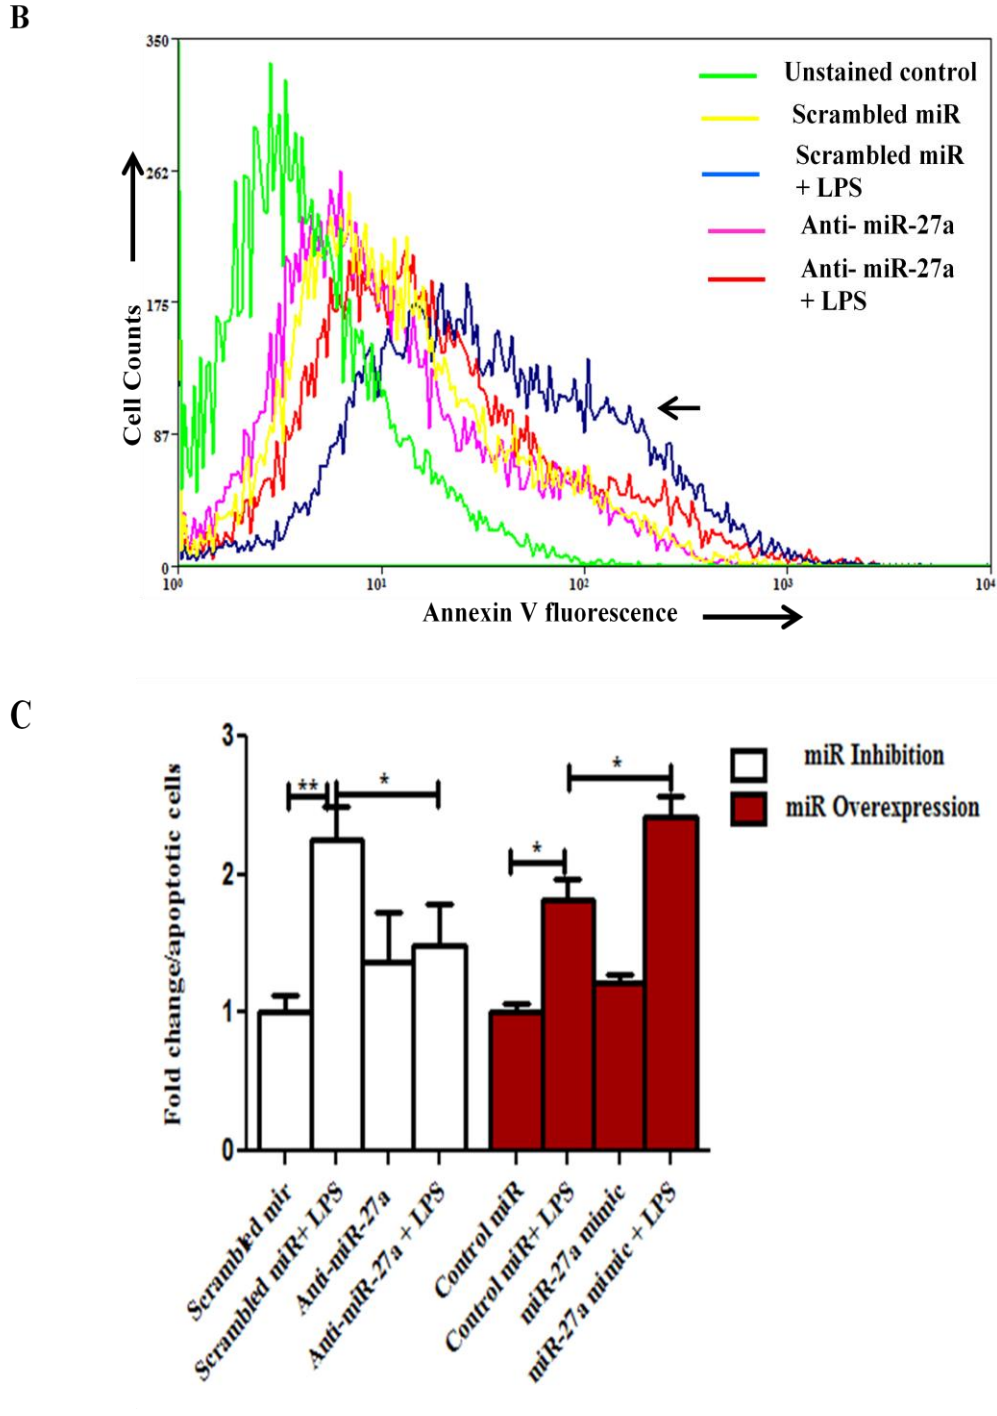 B
350
262
175
87
0
10⁰
10¹
10²
10³
10⁴
Cell Counts
Annexin V fluorescence
Unstained control
Scrambled miR
Scrambled miR
+ LPS
Anti- miR-27a
Anti- miR-27a
+ LPS
C
3
2
1
0
Fold change/apoptotic cells
**
*
*
*
miR Inhibition
miR Overexpression
Scrambled mir
Scrambled miR+ LPS
Anti-miR-27a
Anti-miR-27a + LPS
Control miR
Control miR+ LPS
miR-27a mimic
miR-27a mimic + LPS